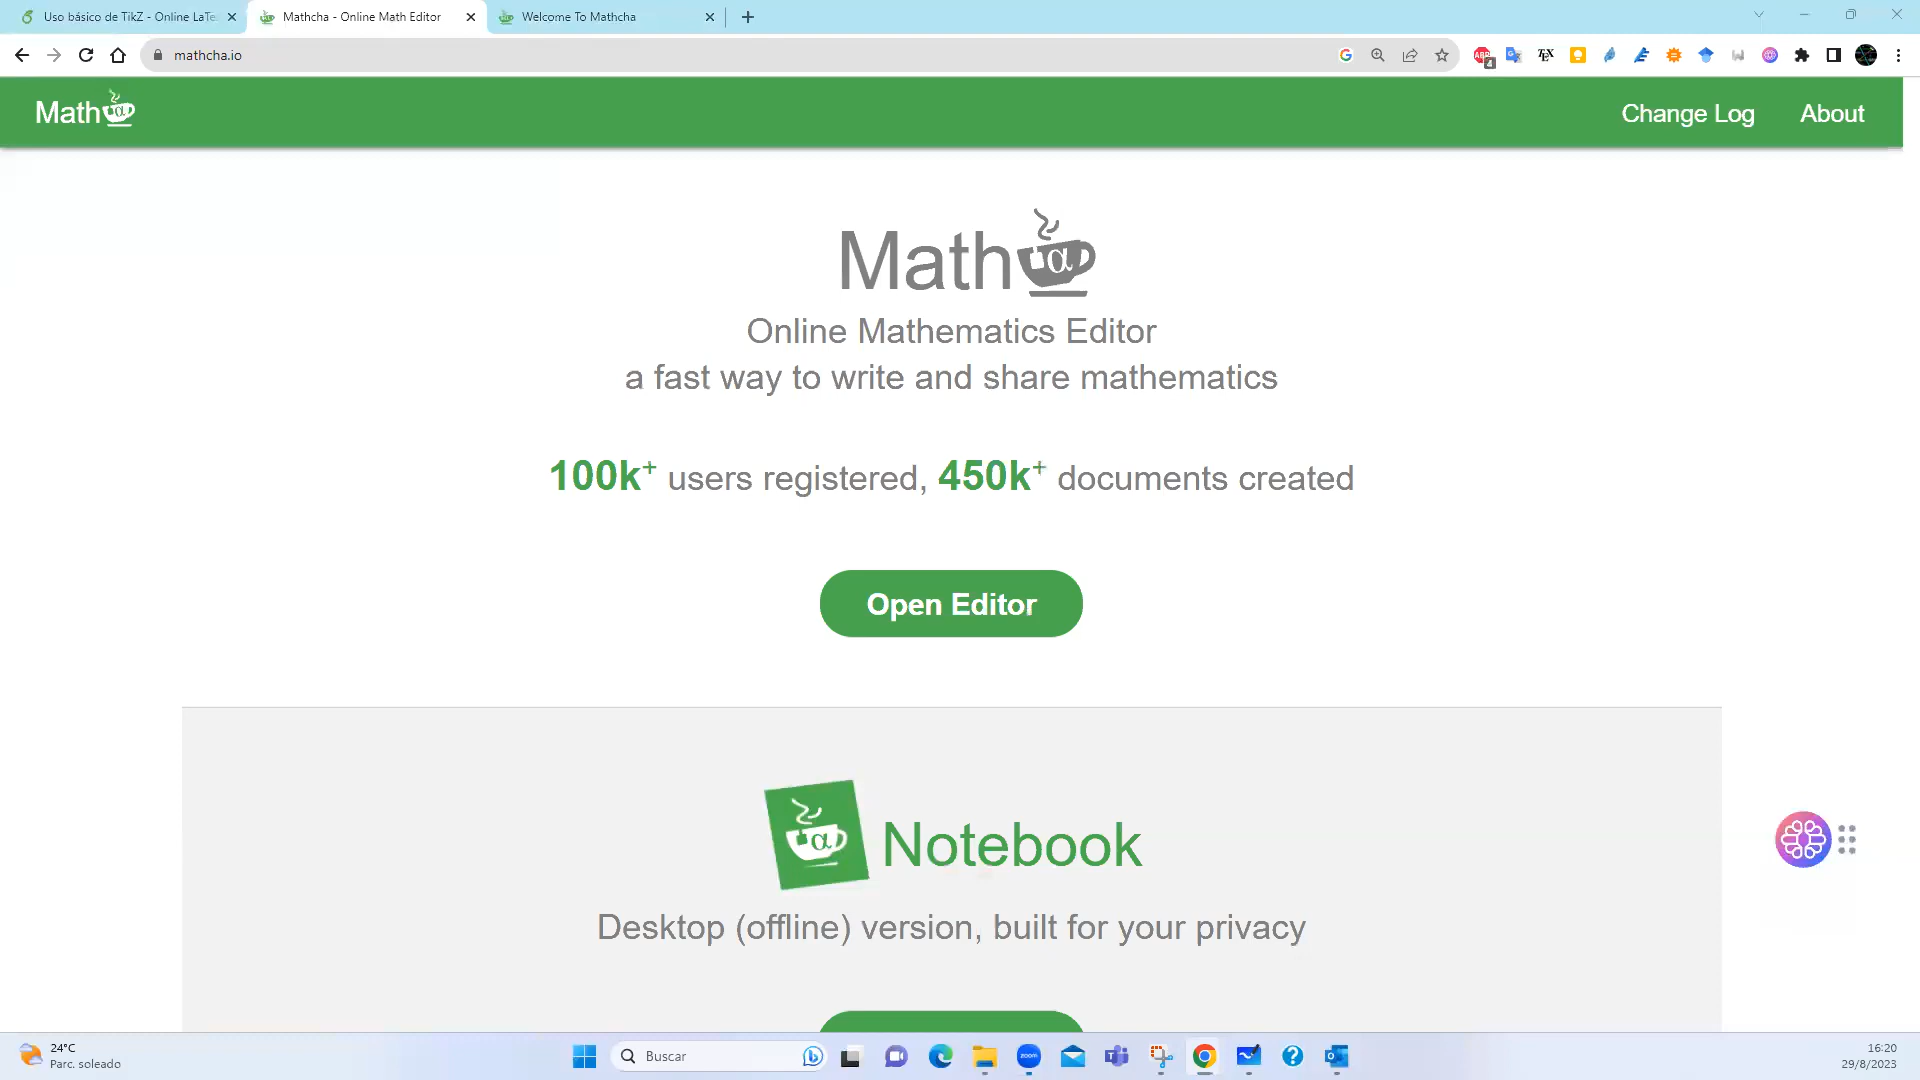 Uso básico de TikZ - Online LaTe
Mathcha - Online Math Editor
Welcome To Mathcha
mathcha.io
Math
Change Log
About
Math
α
Online Mathematics Editor
a fast way to write and share mathematics
100k+ users registered, 450k+ documents created
Open Editor
α
Notebook
Desktop (offline) version, built for your privacy
24°C
Parc. soleado
Buscar
zoom
16:20
29/8/2023